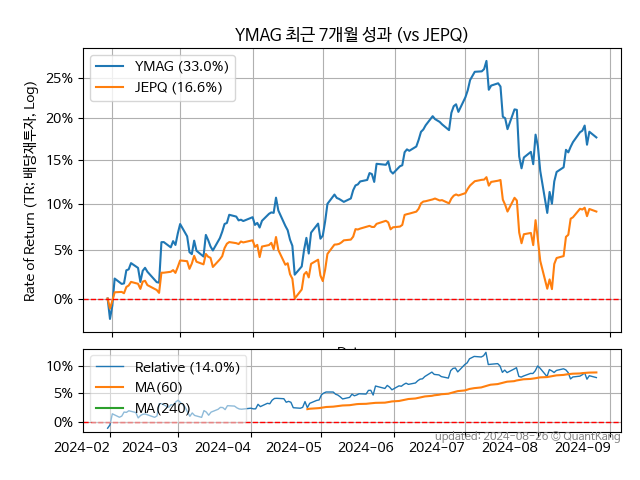 YMAG 최근 7개월 성과 (vs JEPQ)
Rate of Return (TR: 배당재투자, Log)
YMAG (33.0%)
JEPQ (16.6%)
25%
20%
15%
10%
5%
0%
Relative (14.0%)
MA(60)
MA(240)
10%
5%
0%
2024-02
2024-03
2024-04
2024-05
2024-06
2024-07
2024-08
2024-09
updated: 2024-08-26 © QuantKang